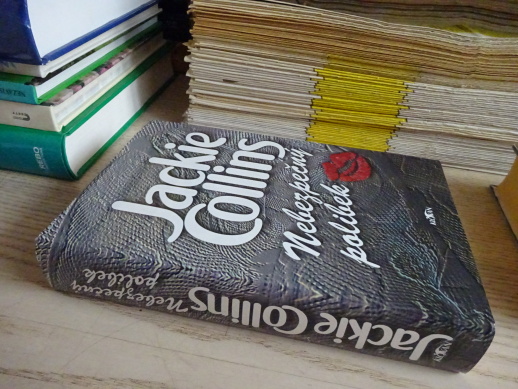 Jackie
Collins
Nebezpečný
polibek
Jackie Collins
Nebezpečný
polibek